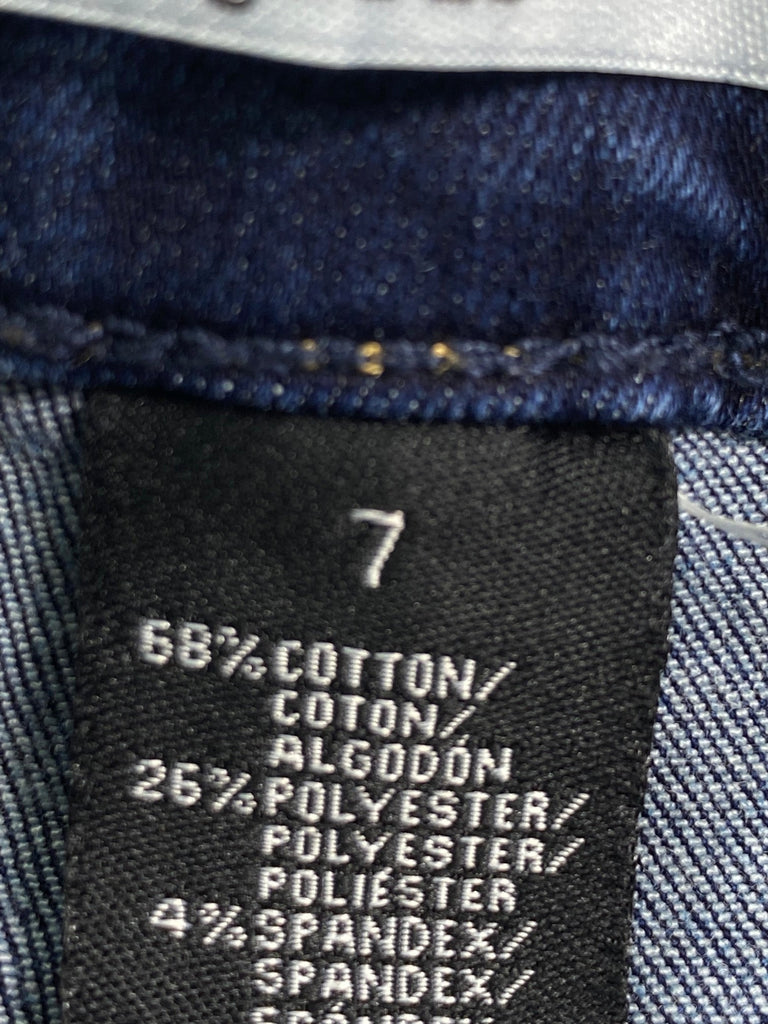 7
68% COTTON/
COTON/
ALGODÓN
26% POLYESTER/
POLYESTER/
POLIÉSTER
4% SPANDEX/
SPANDEX/